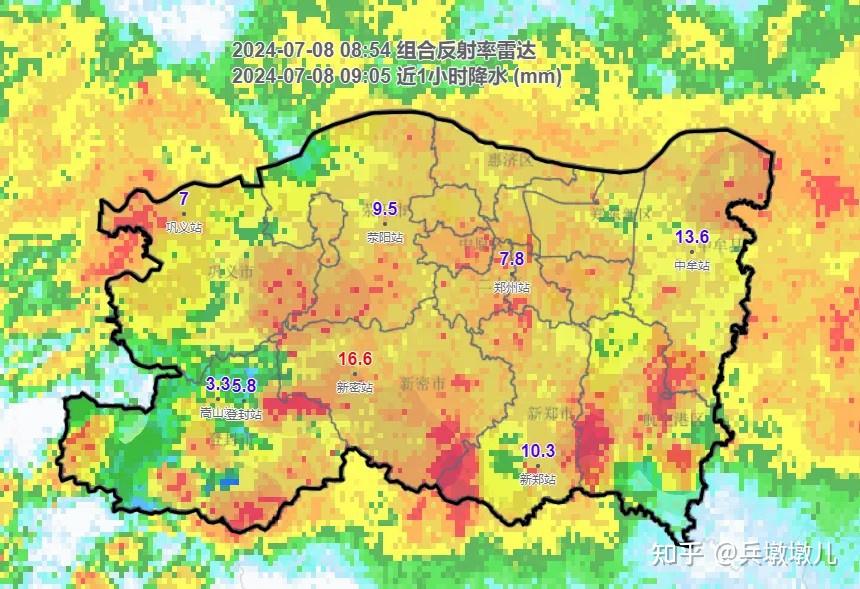 2024-07-08 08:54 组合反射率雷达
2024-07-08 09:05 近1小时降水 (mm)
惠济区
7
巩义站
9.5
荥阳站
13.6
中牟站
7.8
郑州站
巩义市
16.6
新密站
新密市
3.3
5.8
嵩山
登封站
登封市
新郑市
航空港区
10.3
新郑站
知乎 @兵墩墩儿